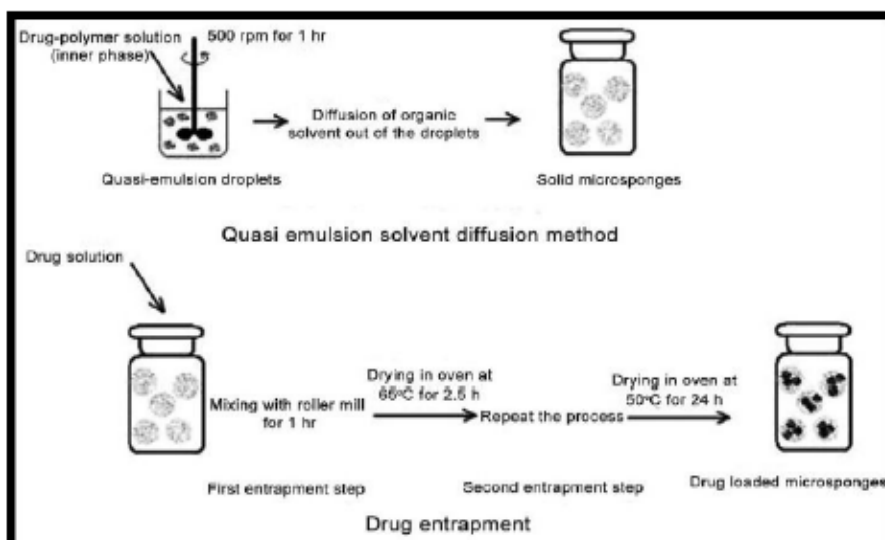 Drug-polymer solution
(inner phase)
500 rpm for 1 hr
Diffusion of organic
solvent out of the droplets
Quasi-emulsion droplets
Solid microsponges
Quasi emulsion solvent diffusion method
Drug solution
Mixing with roller mill
for 1 hr
Drying in oven at
65ºC for 2.5 h
Repeat the process
Drying in oven at
50ºC for 24 h
First entrapment step
Second entrapment step
Drug loaded microsponges
Drug entrapment